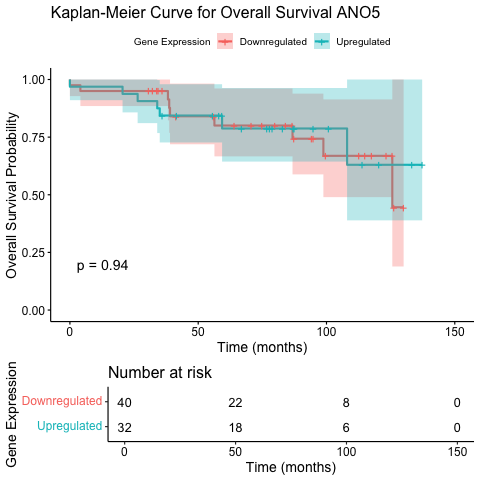 Kaplan-Meier Curve for Overall Survival ANO5
Gene Expression Downregulated Upregulated
Overall Survival Probability
1.00
0.75
0.50
0.25
0.00
p = 0.94
0 50 100 150
Time (months)
Number at risk
Gene Expression
Downregulated 40 22 8 0
Upregulated 32 18 6 0
0 50 100 150
Time (months)